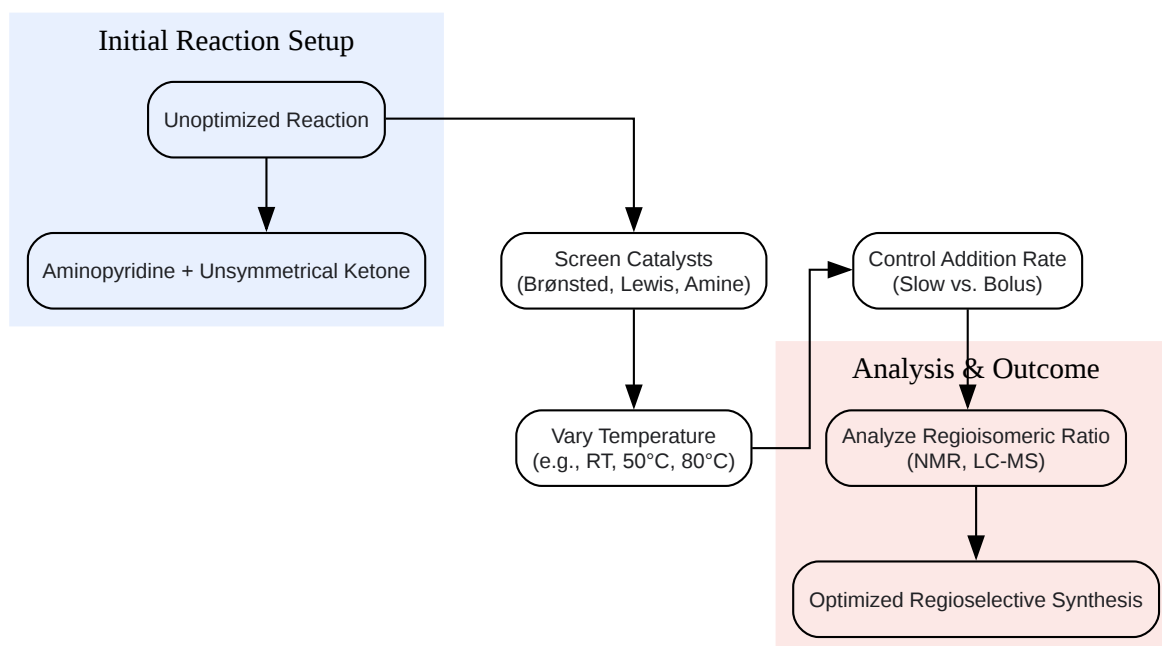 Initial Reaction Setup
Unoptimized Reaction
Aminopyridine + Unsymmetrical Ketone
Screen Catalysts
(Brønsted, Lewis, Amine)
Control Addition Rate
(Slow vs. Bolus)
Vary Temperature
(e.g., RT, 50°C, 80°C)
Analysis & Outcome
Analyze Regioisomeric Ratio
(NMR, LC-MS)
Optimized Regioselective Synthesis